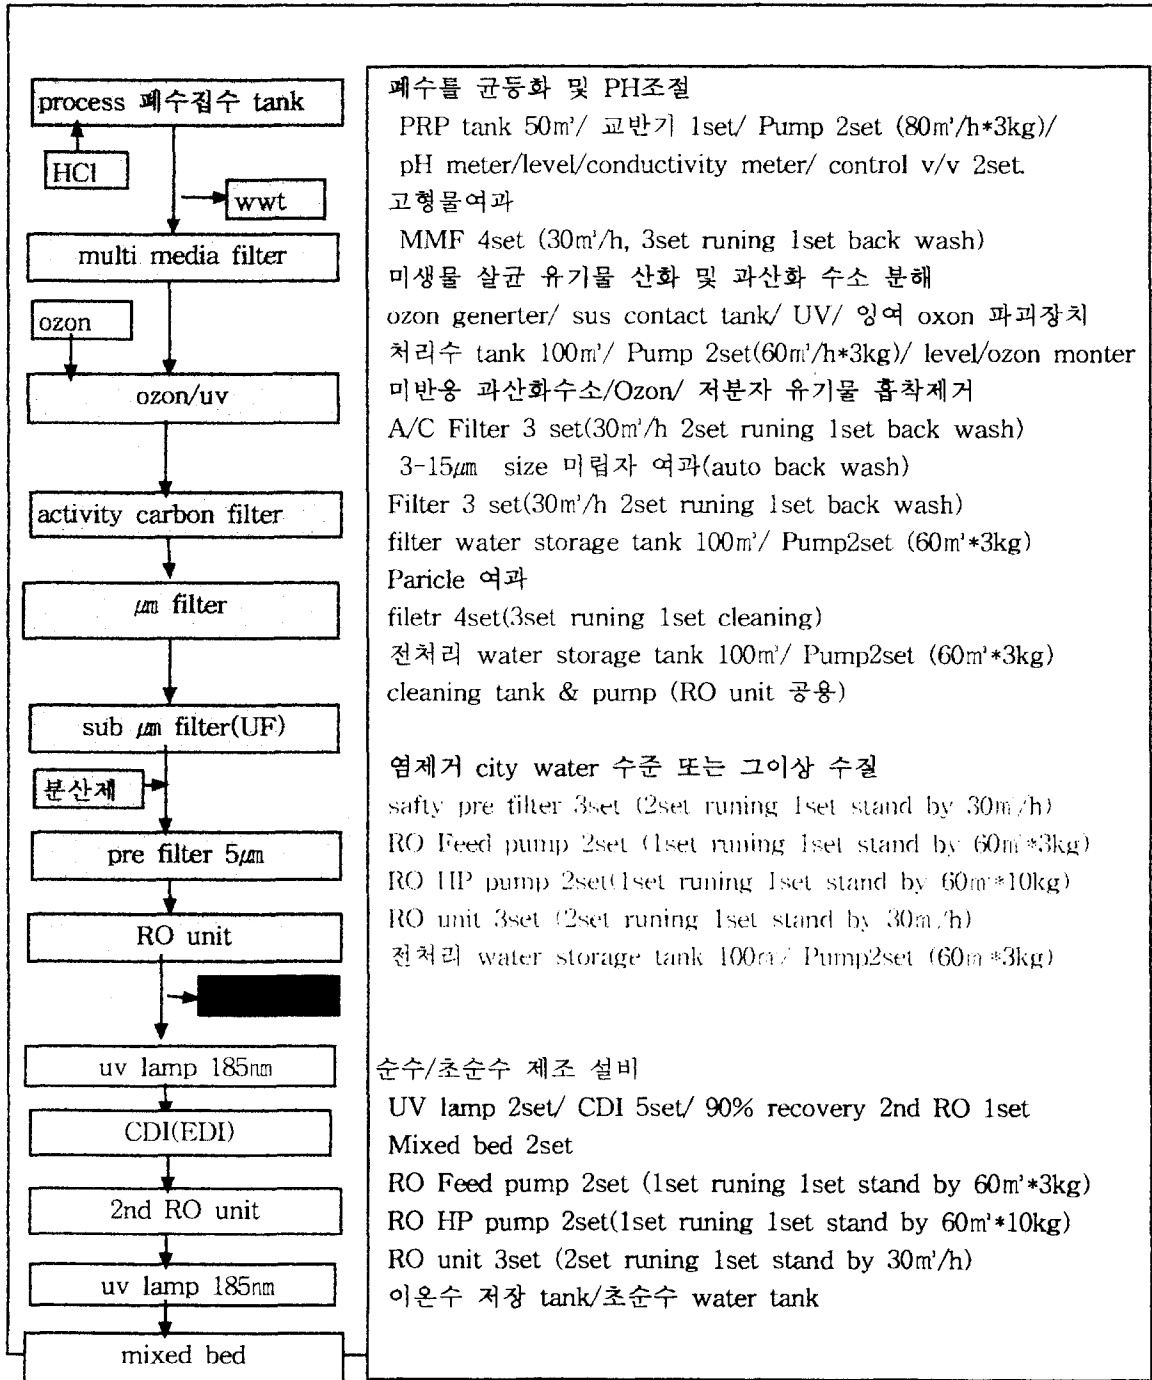 process 폐수집수 tank
HCl
wwt
multi media filter
ozon
ozon/uv
activity carbon filter
㎛ filter
sub ㎛ filter(UF)
분산제
pre filter 5㎛
RO unit
uv lamp 185㎚
CDI(EDI)
2nd RO unit
uv lamp 185㎚
mixed bed
폐수를 균등화 및 PH조절
PRP tank 50㎥/ 교반기 1set/ Pump 2set (80㎥/h*3kg)/
pH meter/level/conductivity meter/ control v/v 2set.
고형물여과
MMF 4set (30㎥/h, 3set runing 1set back wash)
미생물 살균 유기물 산화 및 과산화 수소 분해
ozon generter/ sus contact tank/ UV/ 잉여 oxon 파괴장치
처리수 tank 100㎥/ Pump 2set(60㎥/h*3kg)/ level/ozon monter
미반응 과산화수소/Ozon/ 저분자 유기물 흡착제거
A/C Filter 3 set(30㎥/h 2set runing 1set back wash)
3-15㎛ size 미립자 여과(auto back wash)
Filter 3 set(30㎥/h 2set runing 1set back wash)
filter water storage tank 100㎥/ Pump2set (60㎥*3kg)
Paricle 여과
filetr 4set(3set runing 1set cleaning)
전처리 water storage tank 100㎥/ Pump2set (60㎥*3kg)
cleaning tank & pump (RO unit 공용)
염제거 city water 수준 또는 그이상 수질
safty pre filter 3set (2set runing 1set stand by 30㎥/h)
RO Feed pump 2set (1set runing 1set stand by 60㎥*3kg)
RO HP pump 2set(1set runing 1set stand by 60㎥*10kg)
RO unit 3set (2set runing 1set stand by 30㎥/h)
전처리 water storage tank 100㎥/ Pump2set (60㎥*3kg)
순수/초순수 제조 설비
UV lamp 2set/ CDI 5set/ 90% recovery 2nd RO 1set
Mixed bed 2set
RO Feed pump 2set (1set runing 1set stand by 60㎥*3kg)
RO HP pump 2set(1set runing 1set stand by 60㎥*10kg)
RO unit 3set (2set runing 1set stand by 30㎥/h)
이온수 저장 tank/초순수 water tank